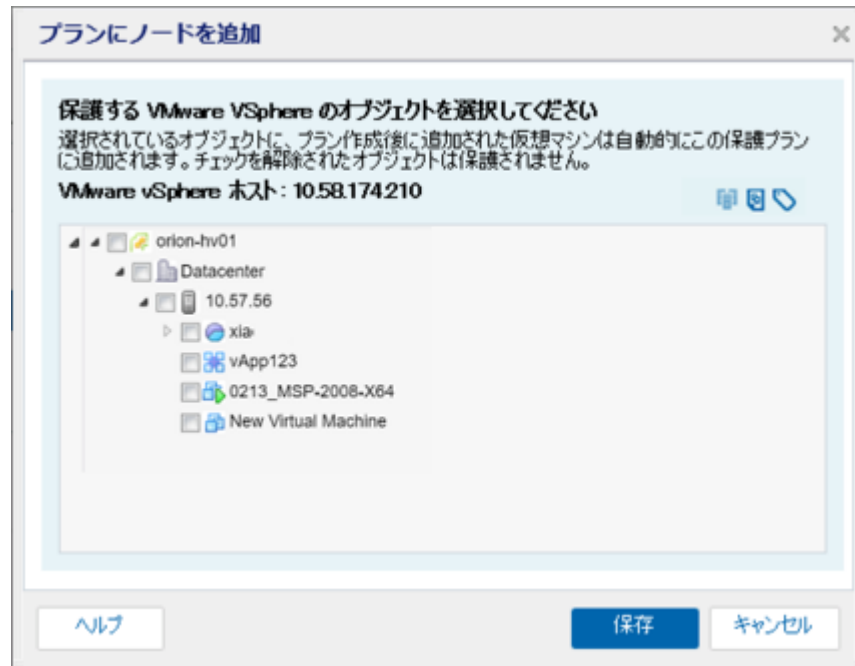 プランにノードを追加
保護する VMware VSphere のオブジェクトを選択してください
選択されているオブジェクトに、プラン作成後に追加された仮想マシンは自動的にこの保護プラン
に追加されます。チェックを解除されたオブジェクトは保護されません。
VMware vSphere ホスト: 10.58.174.210
orion-hv01
Datacenter
10.57.56
xia
vApp123
0213_MSP-2008-X64
New Virtual Machine
ヘルプ
保存
キャンセル